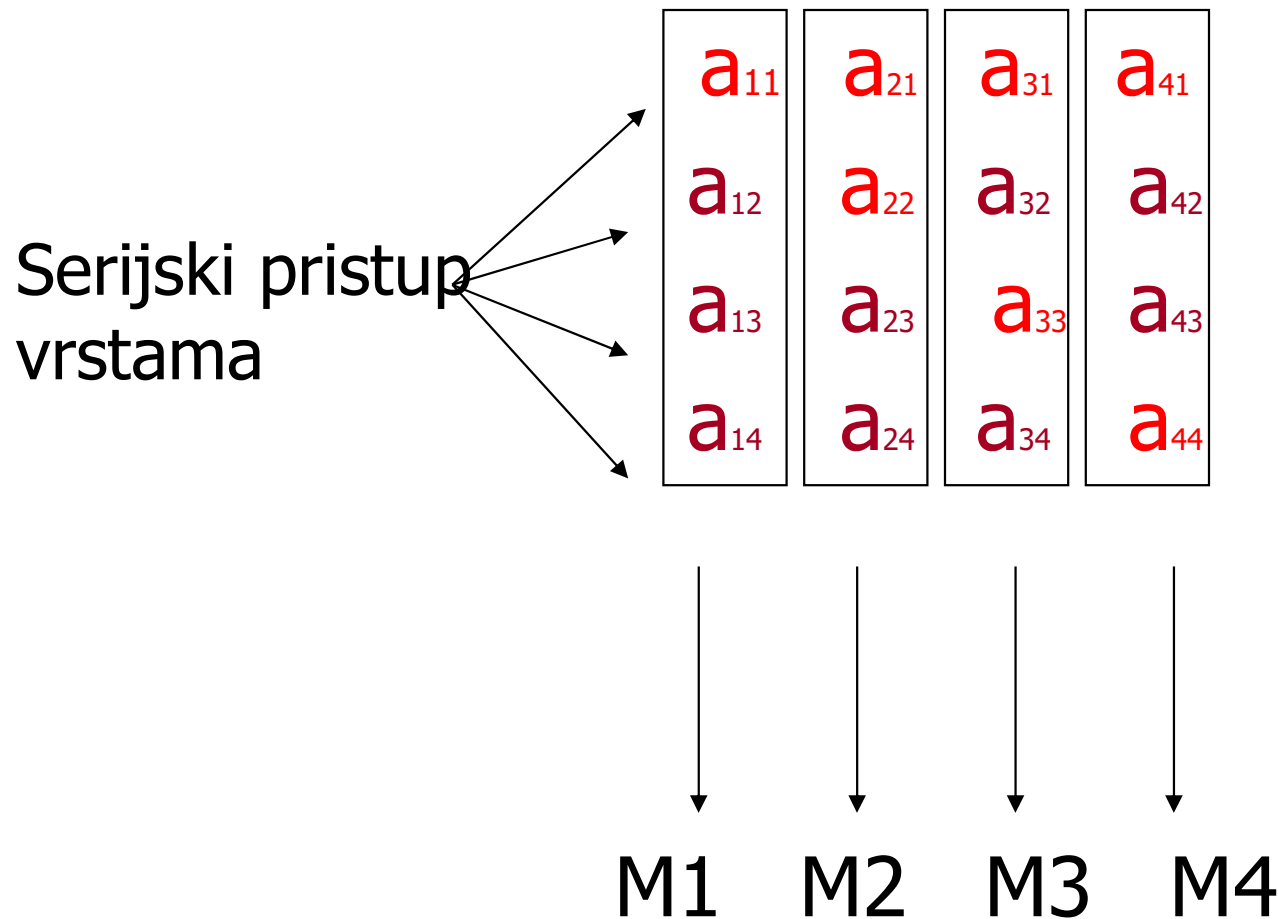 a11 a21 a31 a41
a12 a22 a32 a42
Serijski pristup
a13 a23 a33 a43
vrstama
a14 a24 a34 a44
M1 M2 M3 M4